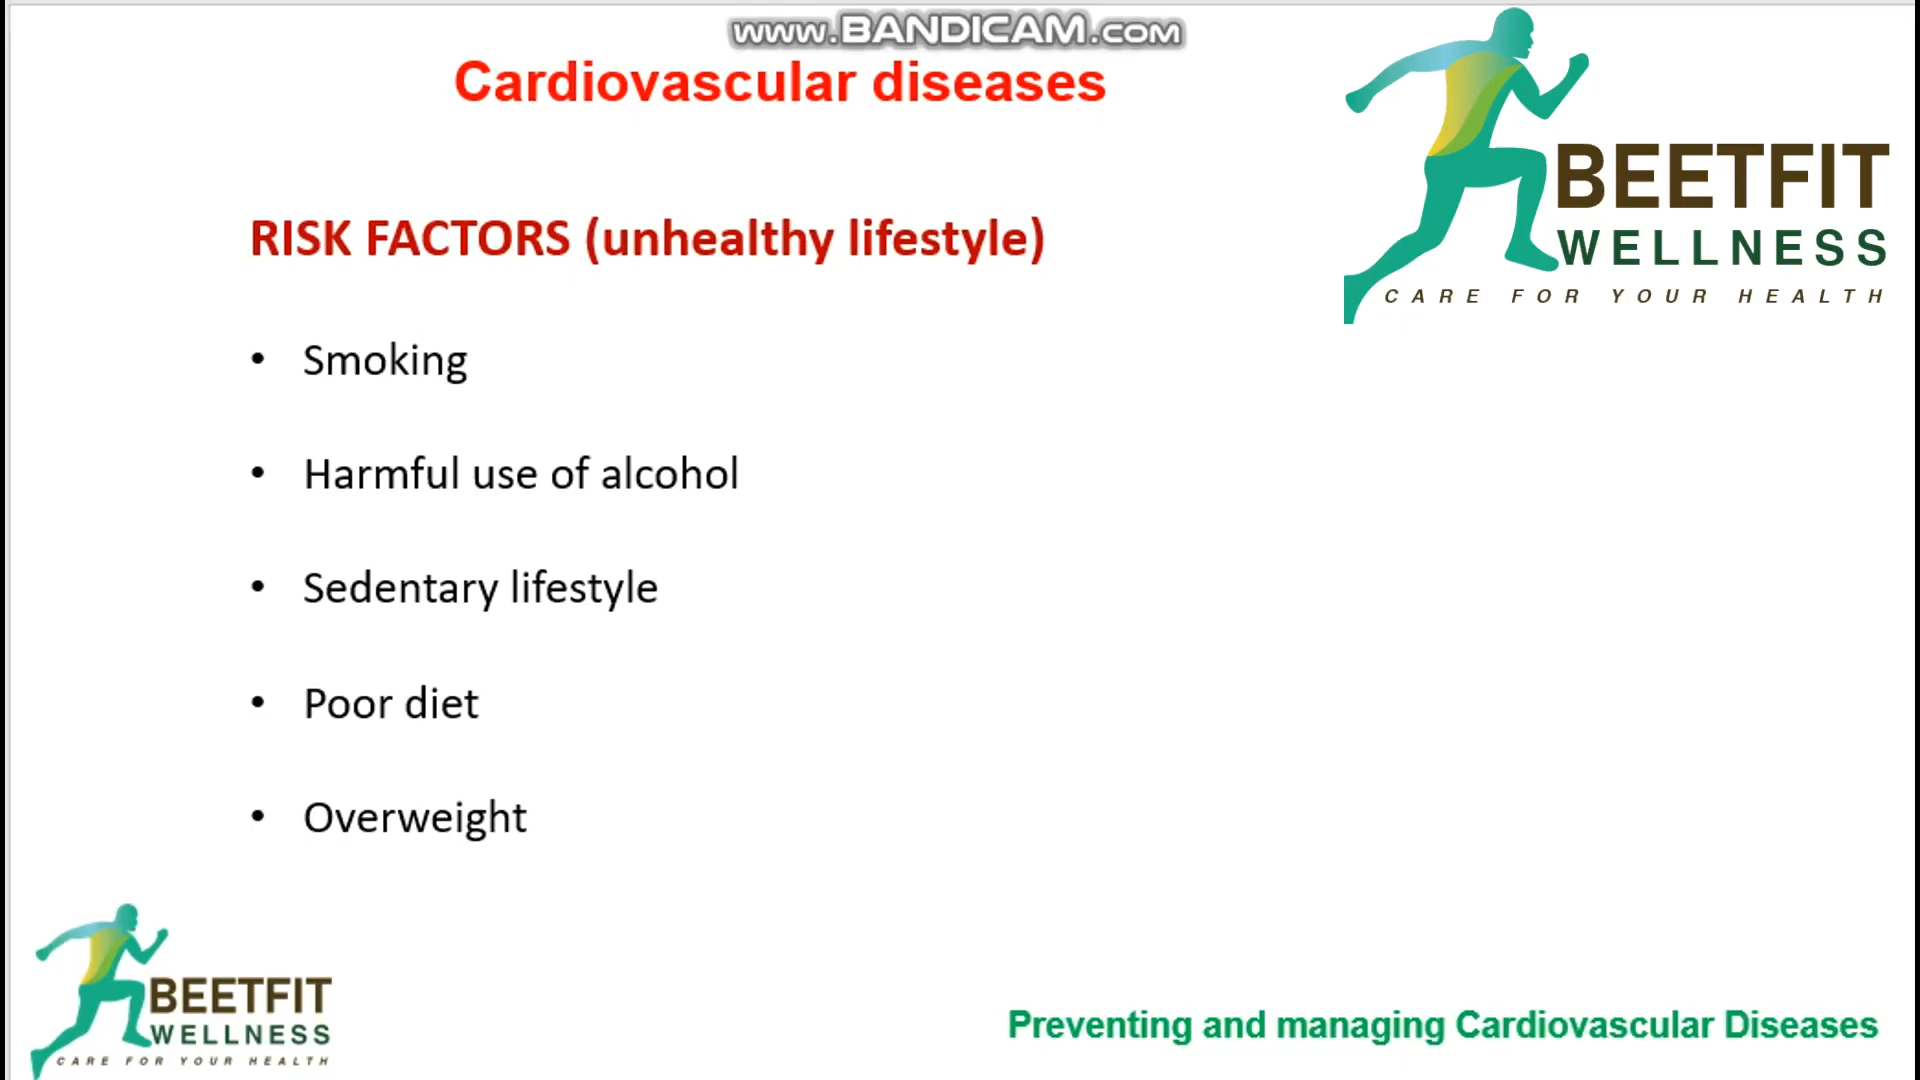 www.BANDICAM.com
Cardiovascular diseases
BEETFIT
WELLNESS
CARE FOR YOUR HEALTH
RISK FACTORS (unhealthy lifestyle)
• Smoking
• Harmful use of alcohol
• Sedentary lifestyle
• Poor diet
• Overweight
BEETFIT
WELLNESS
CARE FOR YOUR HEALTH
Preventing and managing Cardiovascular Diseases